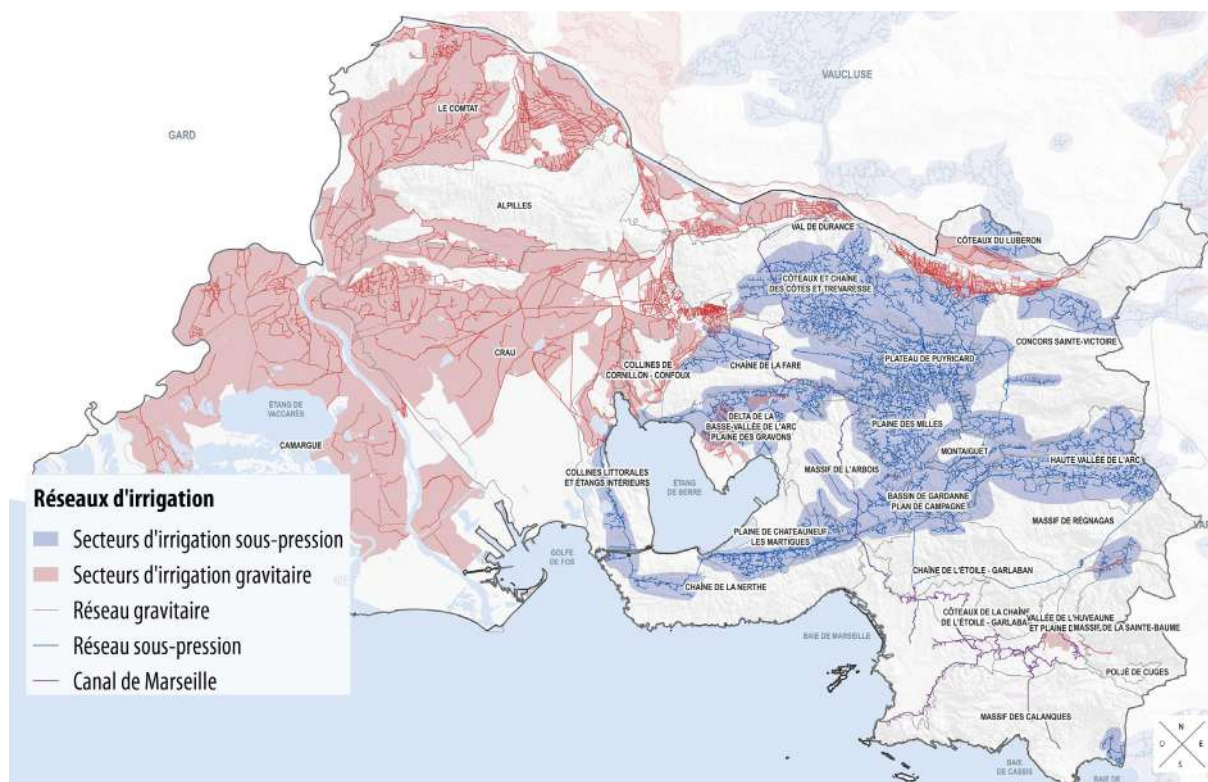 VAUCLUSE
LE COMTAT
GARD
ALPILLES
VAL DE DURANCE
CÔTEAUX DU LUBERON
CÔTEAUX ET CHAÎNE
DES CÔTES ET TREVARESSE
CONCORS SAINTE-VICTOIRE
CRAU
COLLINES DE
CORNILLON - CONFOUX
CHAÎNE DE LA FARE
PLATEAU DE PUYRICARD
ÉTANG DE
VACCARÈS
CAMARGUE
DELTA DE LA
BASSE-VALLÉE DE L'ARC
PLAINE DES GRAVONS
PLAINE DES MILLES
MONTAIGUET
HAUTE VALLÉE DE L'ARC
COLLINES LITTORALES
ET ÉTANGS INTÉRIEURS
MASSIF DE L'ARBOIS
ÉTANG
DE BERRE
BASSIN DE GARDANNE
PLAN DE CAMPAGNE
MASSIF DE REGNAGAS
PLAINE DE CHATEAUNEUF
LES MARTIGUES
GOLFE
DE FOS
CHAÎNE DE L'ÉTOILE - GARLABAN
CHAÎNE DE LA NERTHE
CÔTEAUX DE LA CHAÎNE
DE L'ÉTOILE - GARLABAN
VALLÉE DE L'HUVEAUNE
ET PLAINE D
MASSIF DE LA SAINTE-BAUME
BAIE DE MARSEILLE
POLJÉ DE CUGES
MASSIF DES CALANQUES
BAIE
DE CASSIS
BAIE DE
Réseaux d'irrigation
Secteurs d'irrigation sous-pression
Secteurs d'irrigation gravitaire
Réseau gravitaire
Réseau sous-pression
Canal de Marseille
N
O E
S